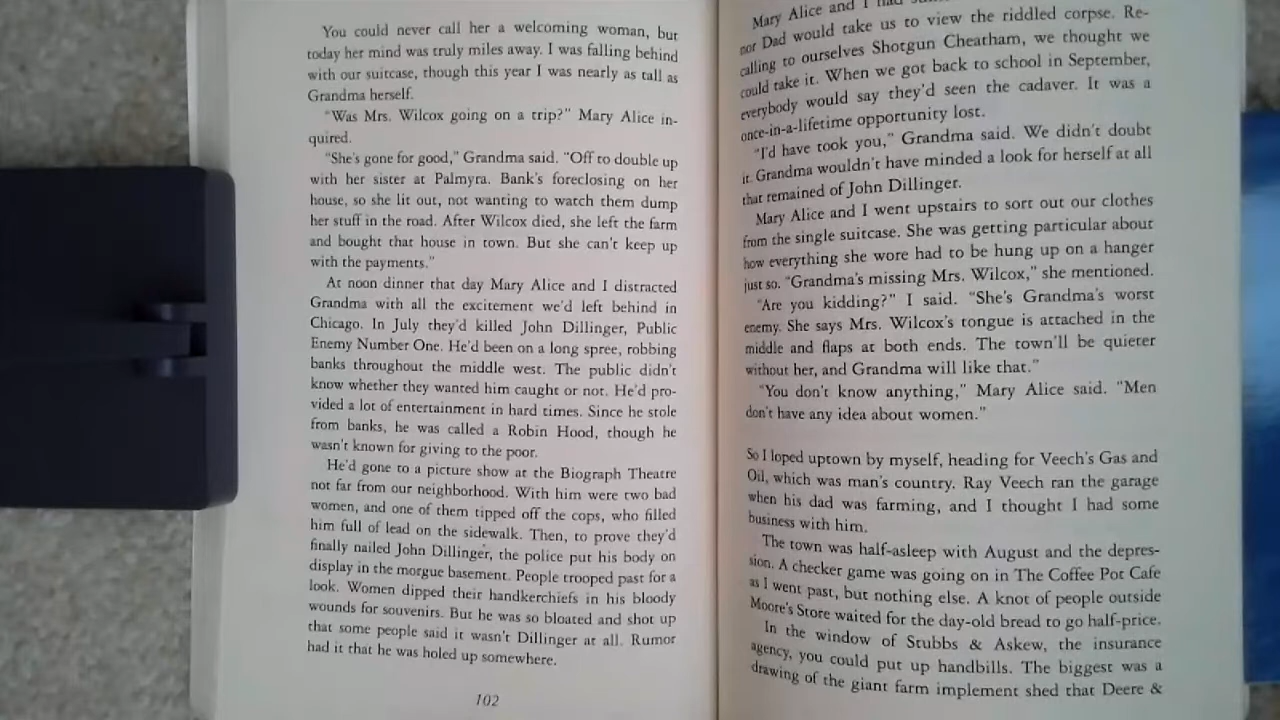 You could never call her a welcoming woman, but
today her mind was truly miles away. I was falling behind
with our suitcase, though this year I was nearly as tall as
Grandma herself.
"Was Mrs. Wilcox going on a trip?" Mary Alice in-
quired.
"She's gone for good," Grandma said. "Off to double up
with her sister at Palmyra. Bank's foreclosing on her
house, so she lit out, not wanting to watch them dump
her stuff in the road. After Wilcox died, she left the farm
and bought that house in town. But she can't keep up
with the payments."
At noon dinner that day Mary Alice and I distracted
Grandma with all the excitement we'd left behind in
Chicago. In July they'd killed John Dillinger, Public
Enemy Number One. He'd been on a long spree, robbing
banks throughout the middle west. The public didn't
know whether they wanted him caught or not. He'd pro-
vided a lot of entertainment in hard times. Since he stole
from banks, he was called a Robin Hood, though he
wasn't known for giving to the poor.
He'd gone to a picture show at the Biograph Theatre
not far from our neighborhood. With him were two bad
women, and one of them tipped off the cops, who filled
him full of lead on the sidewalk. Then, to prove they'd
finally nailed John Dillinger, the police put his body on
display in the morgue basement. People trooped past for a
look. Women dipped their handkerchiefs in his bloody
wounds for souvenirs. But he was so bloated and shot up
that some people said it wasn't Dillinger at all. Rumor
had it that he was holed up somewhere.
102
Mary Alice and I had
nor Dad would take us to view the riddled corpse. Re-
calling to ourselves Shotgun Cheatham, we thought we
could take it. When we got back to school in September,
everybody would say they'd seen the cadaver. It was a
once-in-a-lifetime opportunity lost.
"I'd have took you," Grandma said. We didn't doubt
it. Grandma wouldn't have minded a look for herself at all
that remained of John Dillinger.
Mary Alice and I went upstairs to sort out our clothes
from the single suitcase. She was getting particular about
how everything she wore had to be hung up on a hanger
just so. "Grandma's missing Mrs. Wilcox," she mentioned.
"Are you kidding?" I said. "She's Grandma's worst
enemy. She says Mrs. Wilcox's tongue is attached in the
middle and flaps at both ends. The town'll be quieter
without her, and Grandma will like that."
"You don't know anything," Mary Alice said. "Men
don't have any idea about women."
So I loped uptown by myself, heading for Veech's Gas and
Oil, which was man's country. Ray Veech ran the garage
when his dad was farming, and I thought I had some
business with him.
The town was half-asleep with August and the depres-
sion. A checker game was going on in The Coffee Pot Cafe
as I went past, but nothing else. A knot of people outside
Moore's Store waited for the day-old bread to go half-price.
In the window of Stubbs & Askew, the insurance
agency, you could put up handbills. The biggest was a
drawing of the giant farm implement shed that Deere &